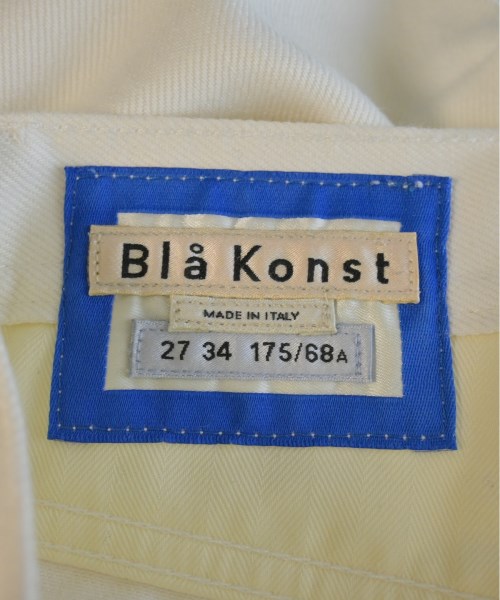 Blå Konst
MADE IN ITALY
27 34 175/68A